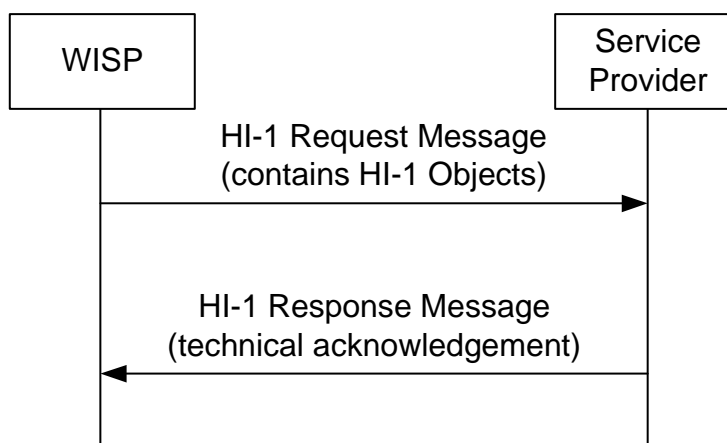 WISP
Service
Provider
HI-1 Request Message
(contains HI-1 Objects)
HI-1 Response Message
(technical acknowledgement)